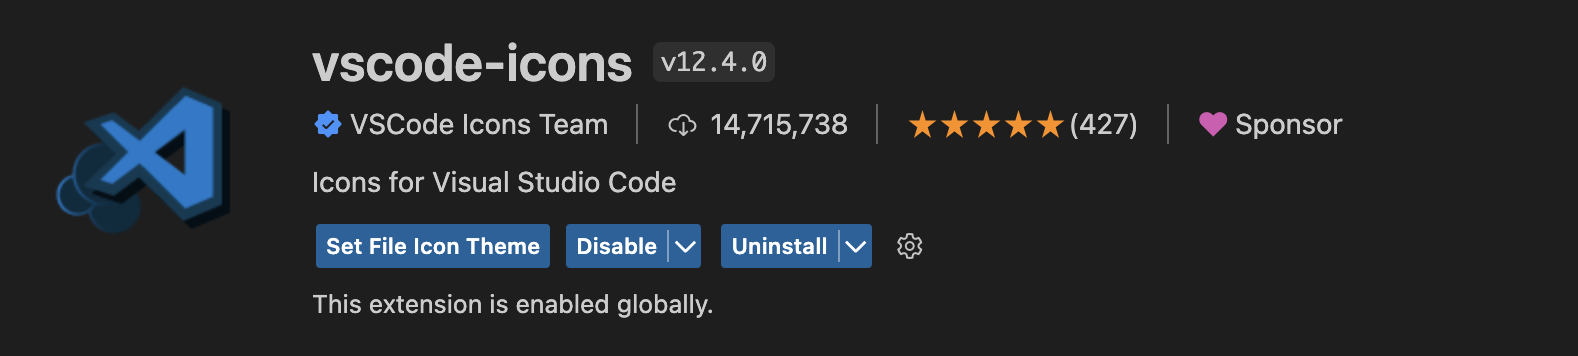 vscode-icons v12.4.0
VSCode Icons Team 14,715,738 (427) Sponsor
Icons for Visual Studio Code
Set File Icon Theme Disable Uninstall
This extension is enabled globally.